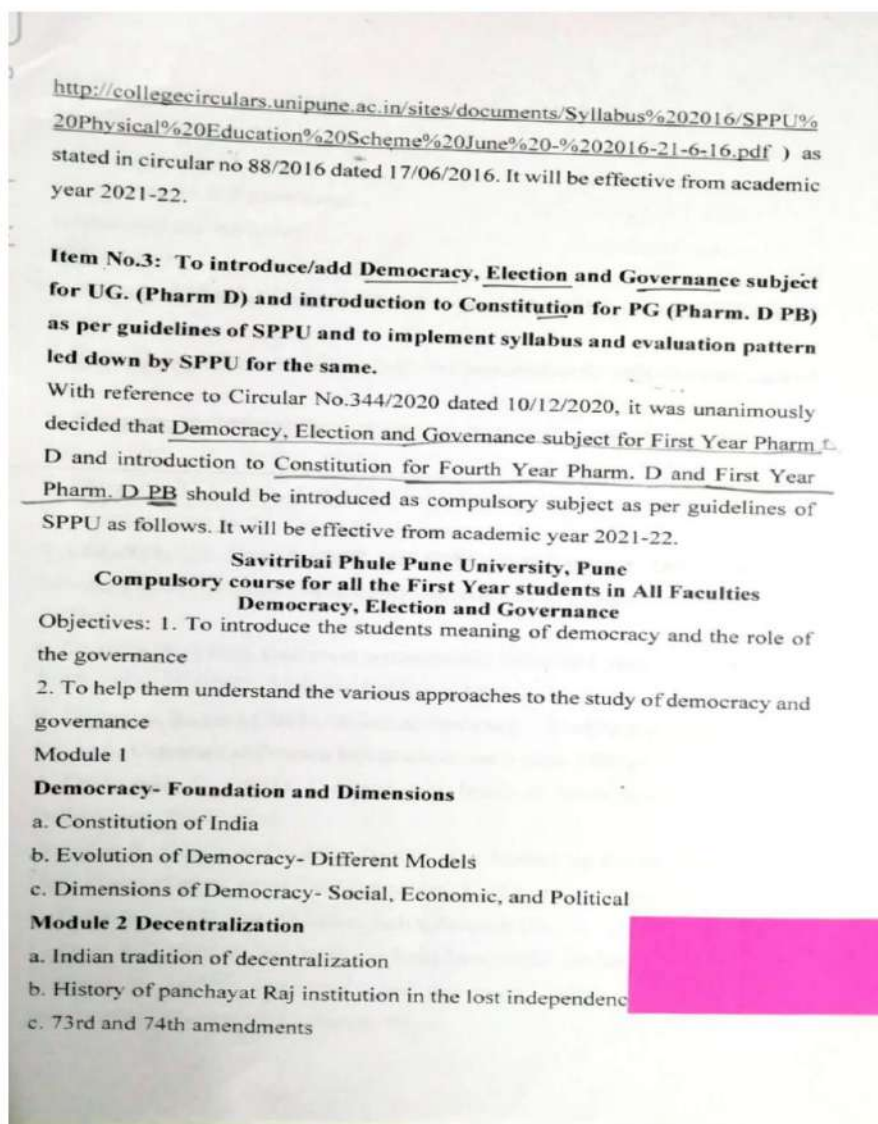 http://collegecirculars.unipune.ac.in/sites/documents/Syllabus%202016/SPPU%
20Physical%20Education%20Scheme%20June%20-%202016-21-6-16.pdf ) as
stated in circular no 88/2016 dated 17/06/2016. It will be effective from academic
year 2021-22.
Item No.3: To introduce/add Democracy, Election and Governance subject
for UG. (Pharm D) and introduction to Constitution for PG (Pharm. D PB)
as per guidelines of SPPU and to implement syllabus and evaluation pattern
led down by SPPU for the same.
With reference to Circular No.344/2020 dated 10/12/2020, it was unanimously
decided that Democracy, Election and Governance subject for First Year Pharm
D and introduction to Constitution for Fourth Year Pharm. D and First Year
Pharm. D PB should be introduced as compulsory subject as per guidelines of
SPPU as follows. It will be effective from academic year 2021-22.
Savitribai Phule Pune University, Pune
Compulsory course for all the First Year students in All Faculties
Democracy, Election and Governance
Objectives: 1. To introduce the students meaning of democracy and the role of
the governance
2. To help them understand the various approaches to the study of democracy and
governance
Module 1
Democracy- Foundation and Dimensions
a. Constitution of India
b. Evolution of Democracy- Different Models
c. Dimensions of Democracy- Social, Economic, and Political
Module 2 Decentralization
a. Indian tradition of decentralization
b. History of panchayat Raj institution in the lost independenc
c. 73rd and 74th amendments